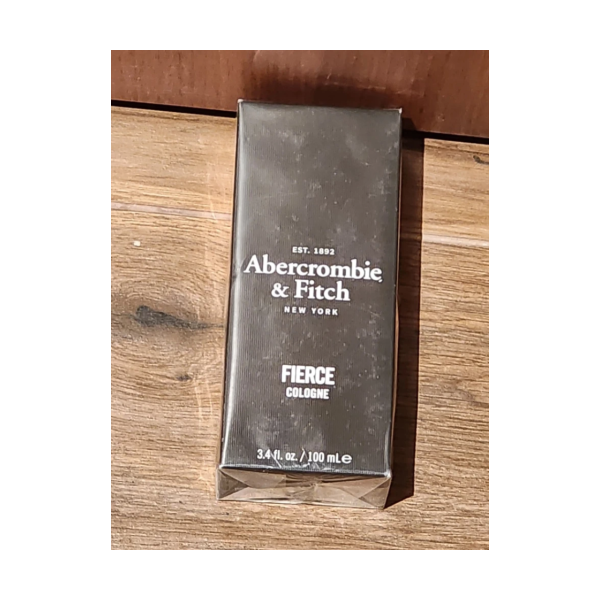 EST. 1892
Abercrombie
& Fitch
NEW YORK
FIERCE
COLOGNE
3.4 fl. oz. / 100 mL℮